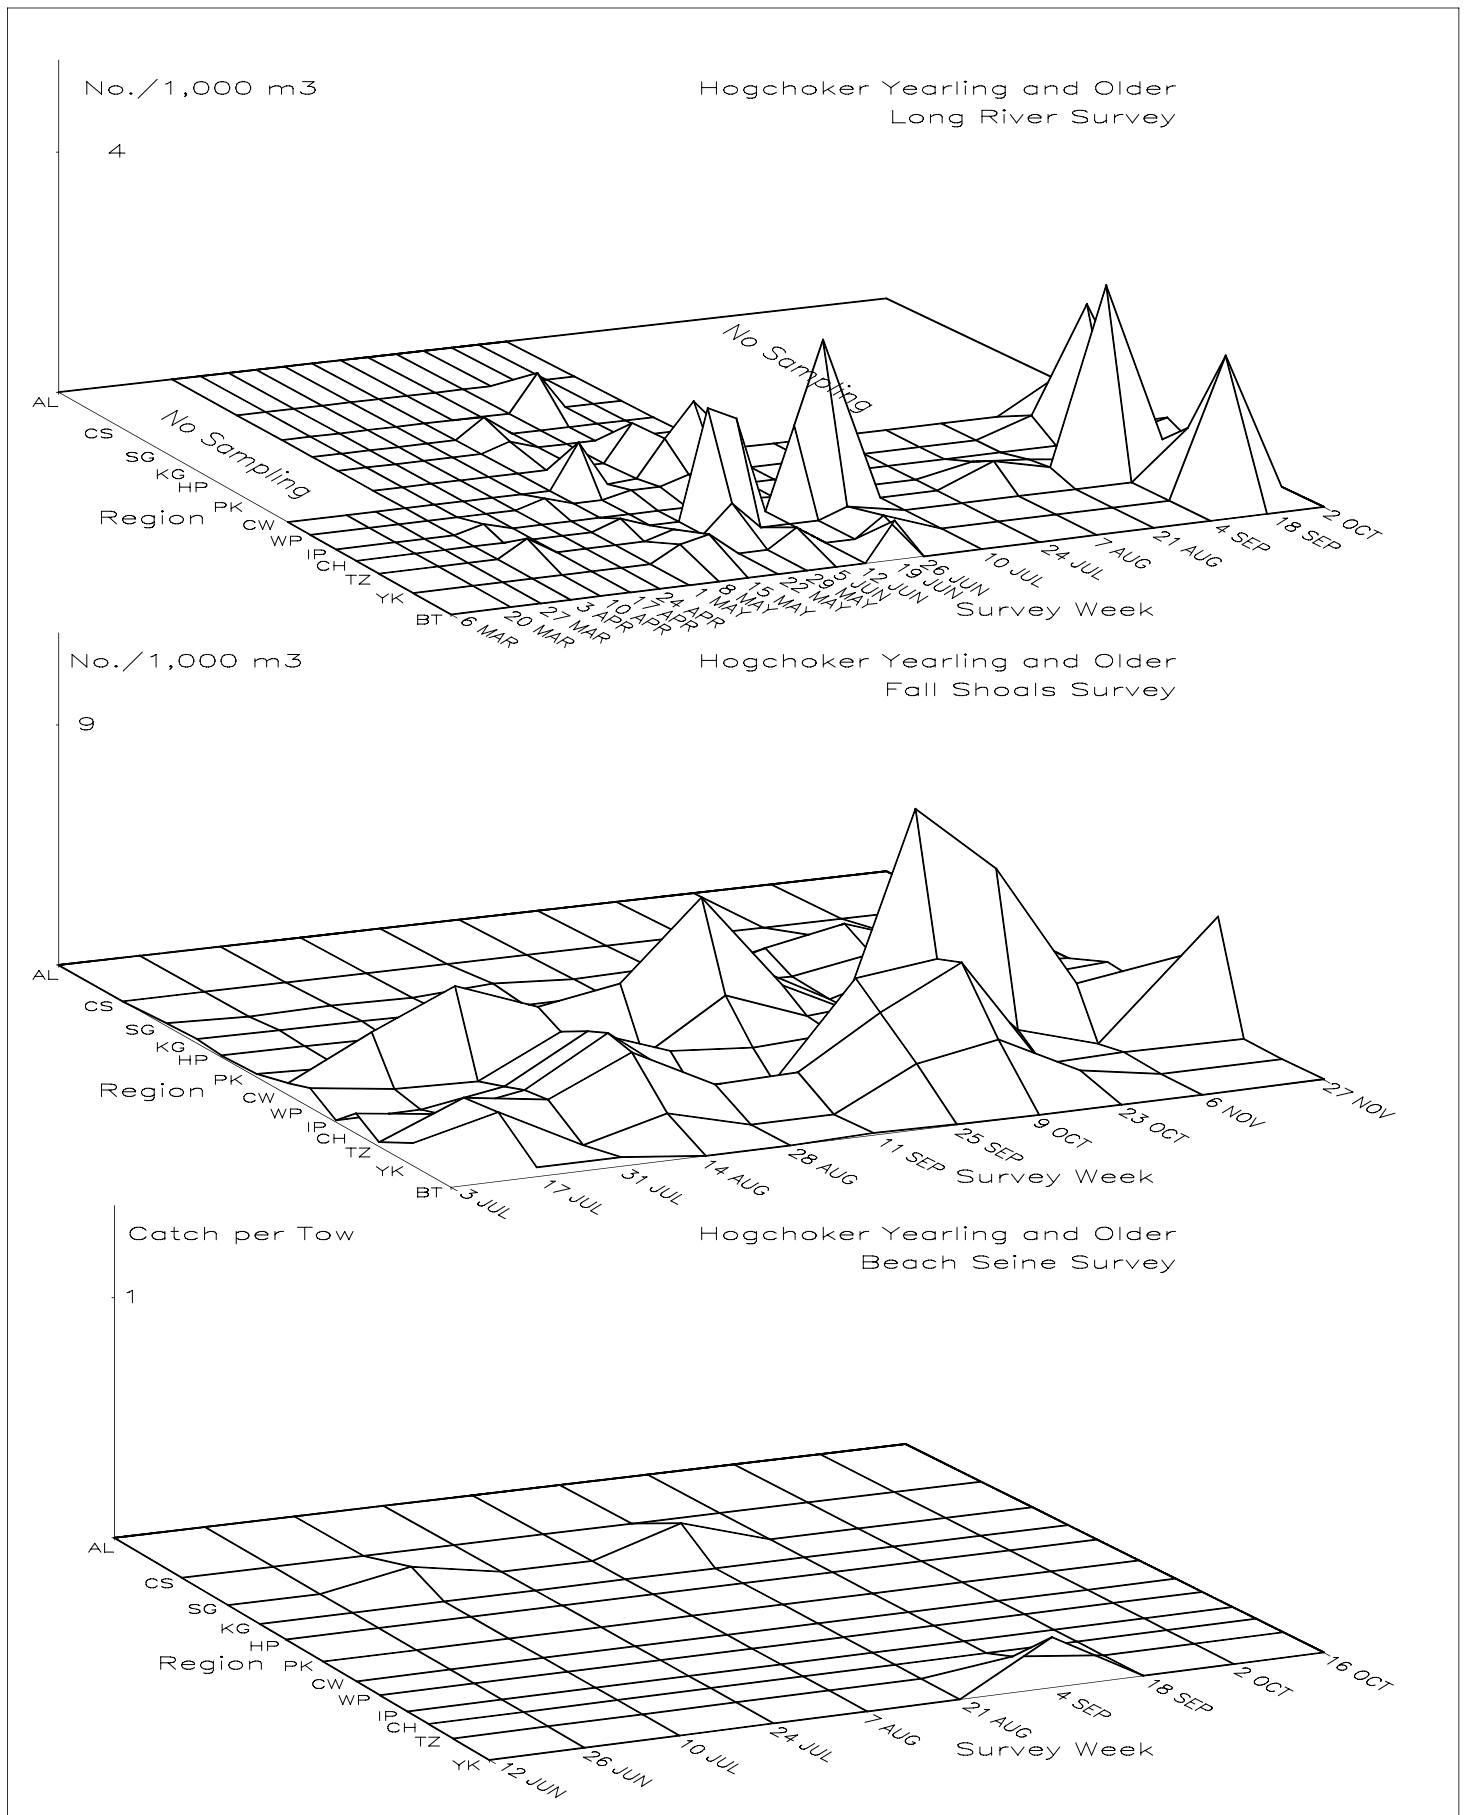 No./1,000 m3
Hogchoker Yearling and Older
Long River Survey
4
No Sampling
AL
No Sampling
CS
SG
KG
HP
PK
Region
CW
WP
IP
CH
TZ
YK
BT
6 MAR
20 MAR
27 MAR
3 APR
10 APR
17 APR
24 APR
1 MAY
8 MAY
15 MAY
22 MAY
29 MAY
5 JUN
12 JUN
19 JUN
26 JUN
10 JUL
24 JUL
7 AUG
21 AUG
4 SEP
18 SEP
2 OCT
Survey Week
No./1,000 m3
Hogchoker Yearling and Older
Fall Shoals Survey
9
AL
CS
SG
KG
HP
PK
Region
CW
WP
IP
CH
TZ
YK
BT
3 JUL
17 JUL
31 JUL
14 AUG
28 AUG
11 SEP
25 SEP
9 OCT
23 OCT
6 NOV
27 NOV
Survey Week
Catch per Tow
Hogchoker Yearling and Older
Beach Seine Survey
1
AL
CS
SG
KG
HP
Region
PK
CW
WP
IP
CH
TZ
YK
12 JUN
26 JUN
10 JUL
24 JUL
7 AUG
21 AUG
4 SEP
18 SEP
2 OCT
16 OCT
Survey Week